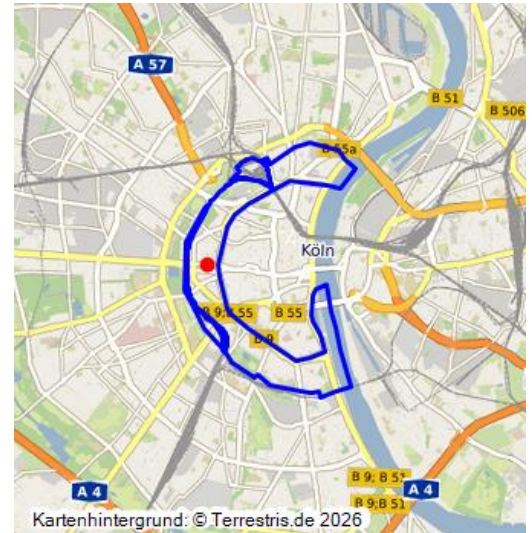 A 57
B 51
B 506
B 55a
Köln
B 9;B 55
B 55
B 9
B 9; B 51
A 4
A 4
B 9;B 51
Kartenhintergrund: © Terrestris.de 2026